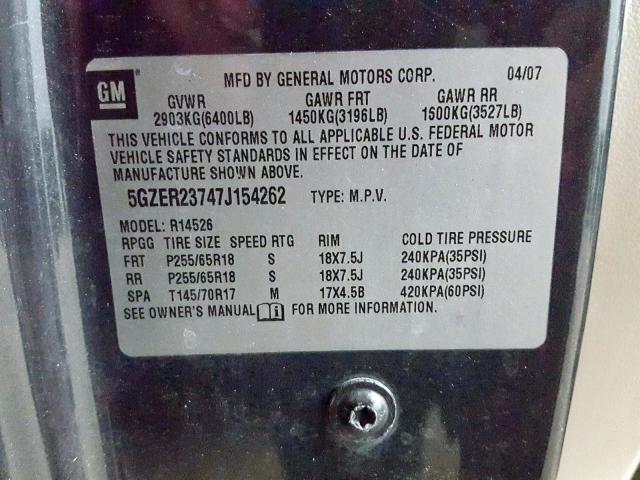 GM
MFD BY GENERAL MOTORS CORP. 04/07
GVWR GAWR FRT GAWR RR
2903KG(6400LB) 1450KG(3196LB) 1600KG(3527LB)
THIS VEHICLE CONFORMS TO ALL APPLICABLE U.S. FEDERAL MOTOR
VEHICLE SAFETY STANDARDS IN EFFECT ON THE DATE OF
MANUFACTURE SHOWN ABOVE.
5GZER23747J154262 TYPE: M.P.V.
MODEL: R14526
RPGG TIRE SIZE SPEED RTG RIM COLD TIRE PRESSURE
FRT P255/65R18 S 18X7.5J 240KPA(35PSI)
RR P255/65R18 S 18X7.5J 240KPA(35PSI)
SPA T145/70R17 M 17X4.5B 420KPA(60PSI)
SEE OWNER'S MANUAL FOR MORE INFORMATION.